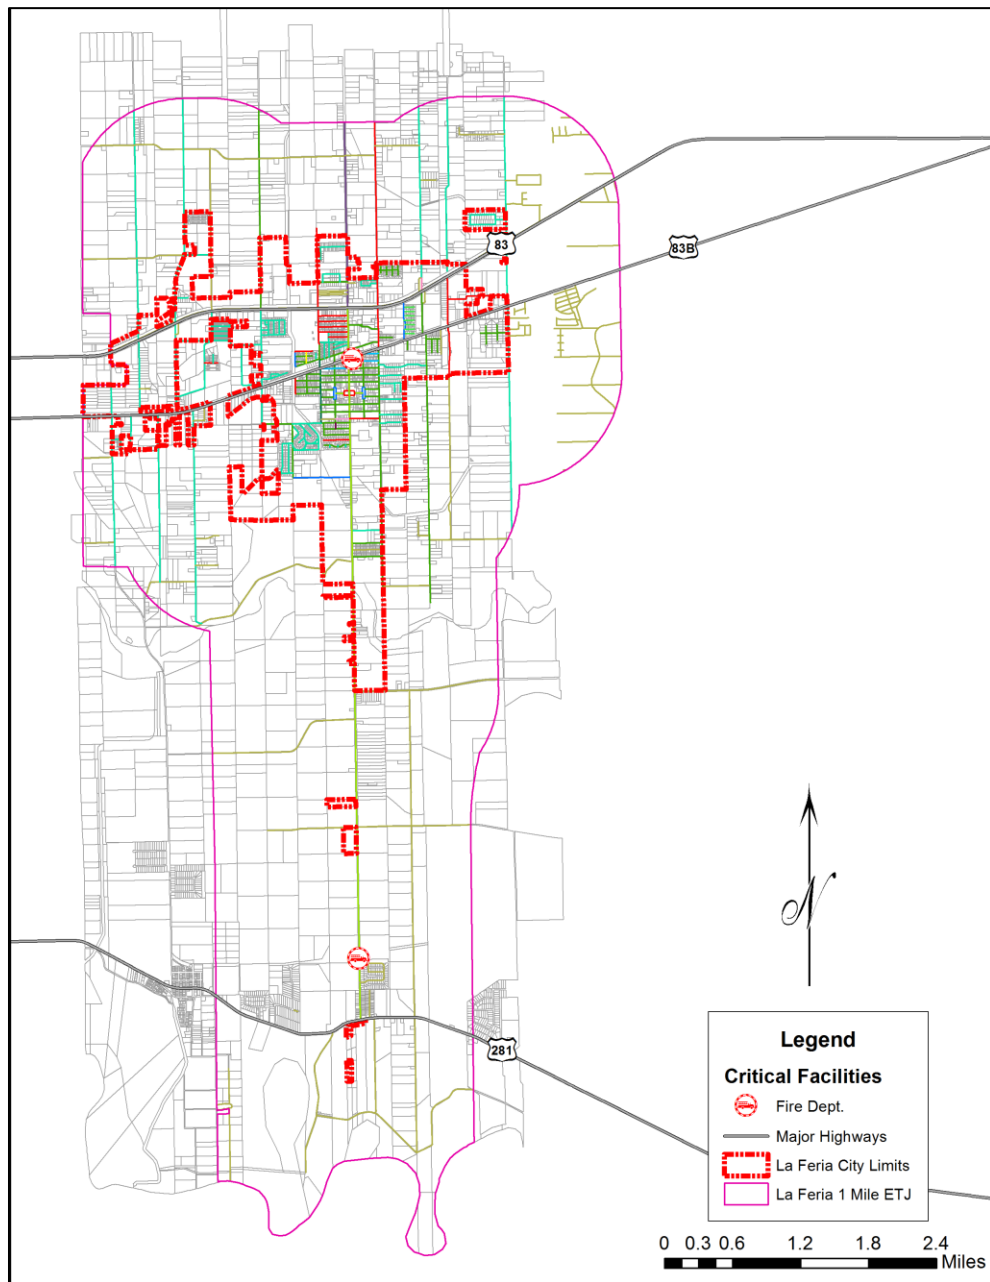 83
83B
281
N
Legend
Critical Facilities
Fire Dept.
Major Highways
La Feria City Limits
La Feria 1 Mile ETJ
0 0.3 0.6 1.2 1.8 2.4
Miles